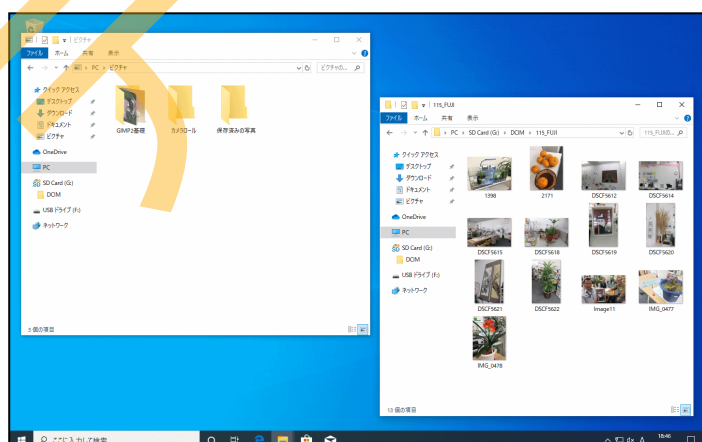 ピクチャ
ファイル ホーム 共有 表示
PC › ピクチャ
ピクチャの...
クイック アクセス
デスクトップ
ダウンロード
ドキュメント
ピクチャ
OneDrive
PC
SD Card (G:)
DCIM
USB ドライブ (F:)
ネットワーク
GIMP2基礎 カメラロール 保存済みの写真
3 個の項目
115_FUJI
ファイル ホーム 共有 表示
PC › SD Card (G:) › DCIM › 115_FUJI
115_FUJIの...
クイック アクセス
デスクトップ
ダウンロード
ドキュメント
ピクチャ
OneDrive
PC
SD Card (G:)
DCIM
USB ドライブ (F:)
ネットワーク
1398 2171 DSCF5612 DSCF5614
DSCF5615 DSCF5618 DSCF5619 DSCF5620
DSCF5621 DSCF5622 Image11 IMG_0477
IMG_0478
13 個の項目
ここに入力して検索
A 18:46